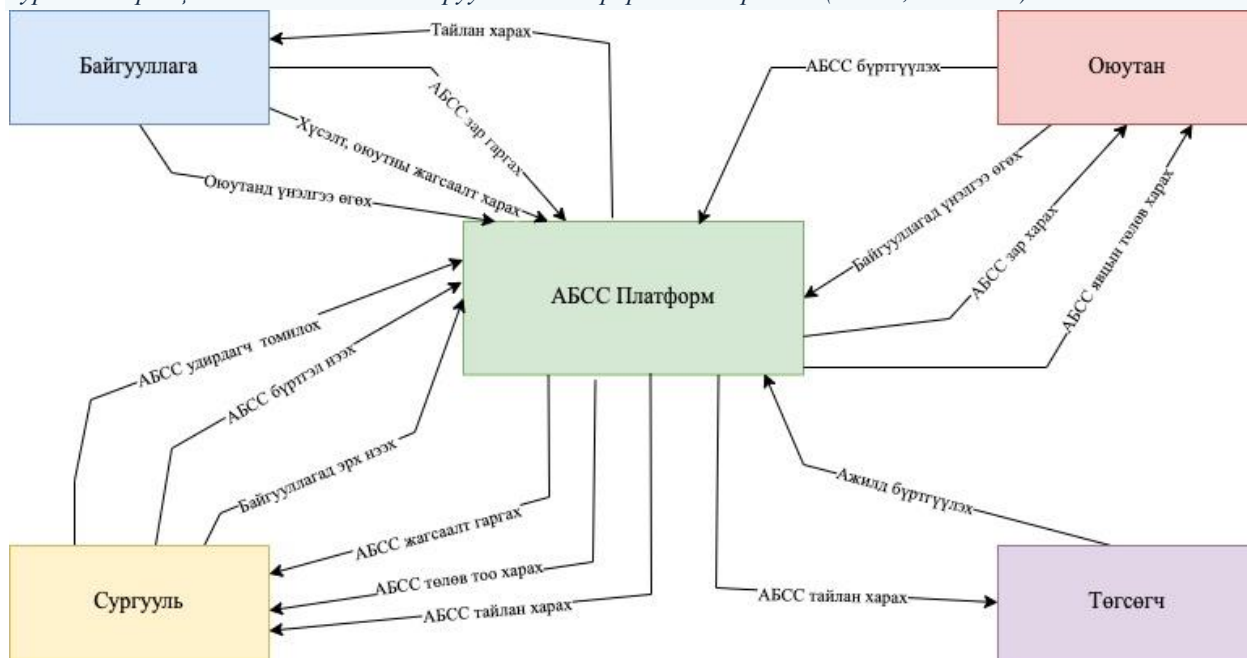 Байгууллага
Тайлан харах
АБСС бүртгүүлэх
Оюутан
АБСС зар гаргах
Хүсэлт, оюутны жагсаалт харах
Оюутанд үнэлгээ өгөх
Байгууллагад үнэлгээ өгөх
АБСС зар харах
АБСС явцын төлөв харах
АБСС Платформ
АБСС удирдагч томилох
АБСС бүртгэл нээх
Байгууллагад эрх нээх
Ажилд бүртгүүлэх
АБСС жагсаалт гаргах
АБСС төлөв тоо харах
АБСС тайлан харах
АБСС тайлан харах
Сургууль
Төгсөгч